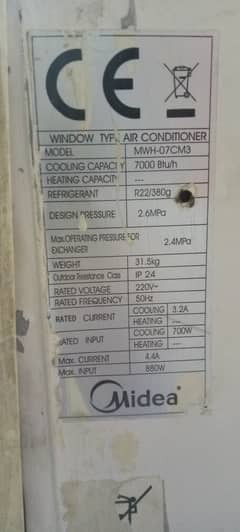 CE
WINDOW TYPE AIR CONDITIONER
MODEL MWH-07CM3
COOLING CAPACITY 7000 Btu/h
HEATING CAPACITY ---
REFRIGERANT R22/380g
DESIGN PRESSURE 2.6MPa
Max.OPERATING PRESSURE FOR
EXCHANGER 2.4MPa
WEIGHT 31.5kg
Outdoor Resistance Class IP 24
RATED VOLTAGE 220V~
RATED FREQUENCY 50Hz
RATED CURRENT COOLING 3.2A
HEATING ---
RATED INPUT COOLING 700W
HEATING ---
Max. CURRENT 4.4A
Max. INPUT 880W
Midea